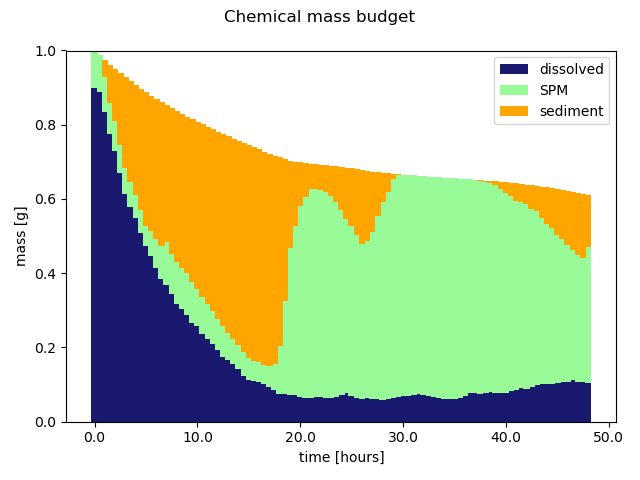 Chemical mass budget
dissolved
SPM
sediment
mass [g]
1.0
0.8
0.6
0.4
0.2
0.0
0.0 10.0 20.0 30.0 40.0 50.0
time [hours]